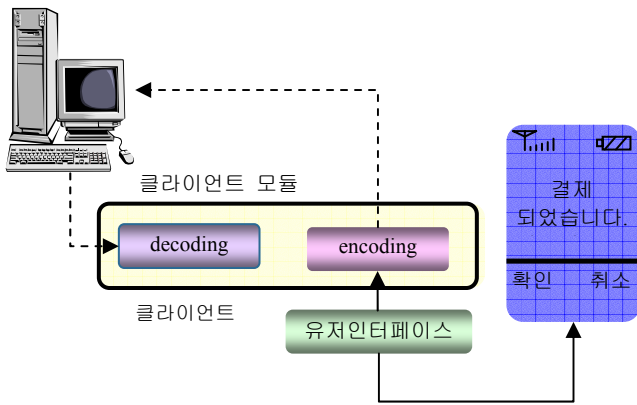 클라이언트 모듈
decoding
encoding
클라이언트
유저인터페이스
결제
되었습니다.
확인 취소